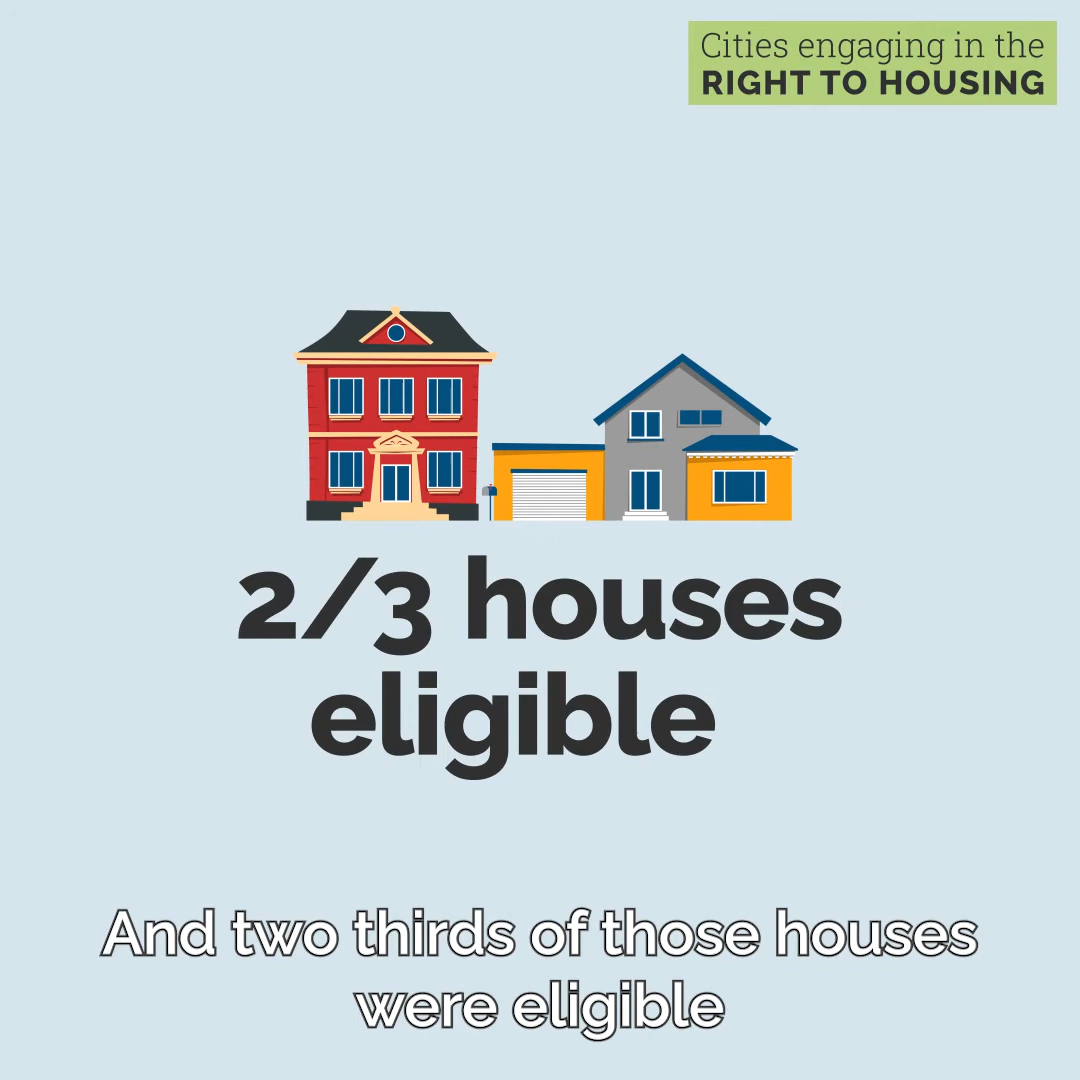 Cities engaging in the
RIGHT TO HOUSING
2/3 houses
eligible
And two thirds of those houses
were eligible